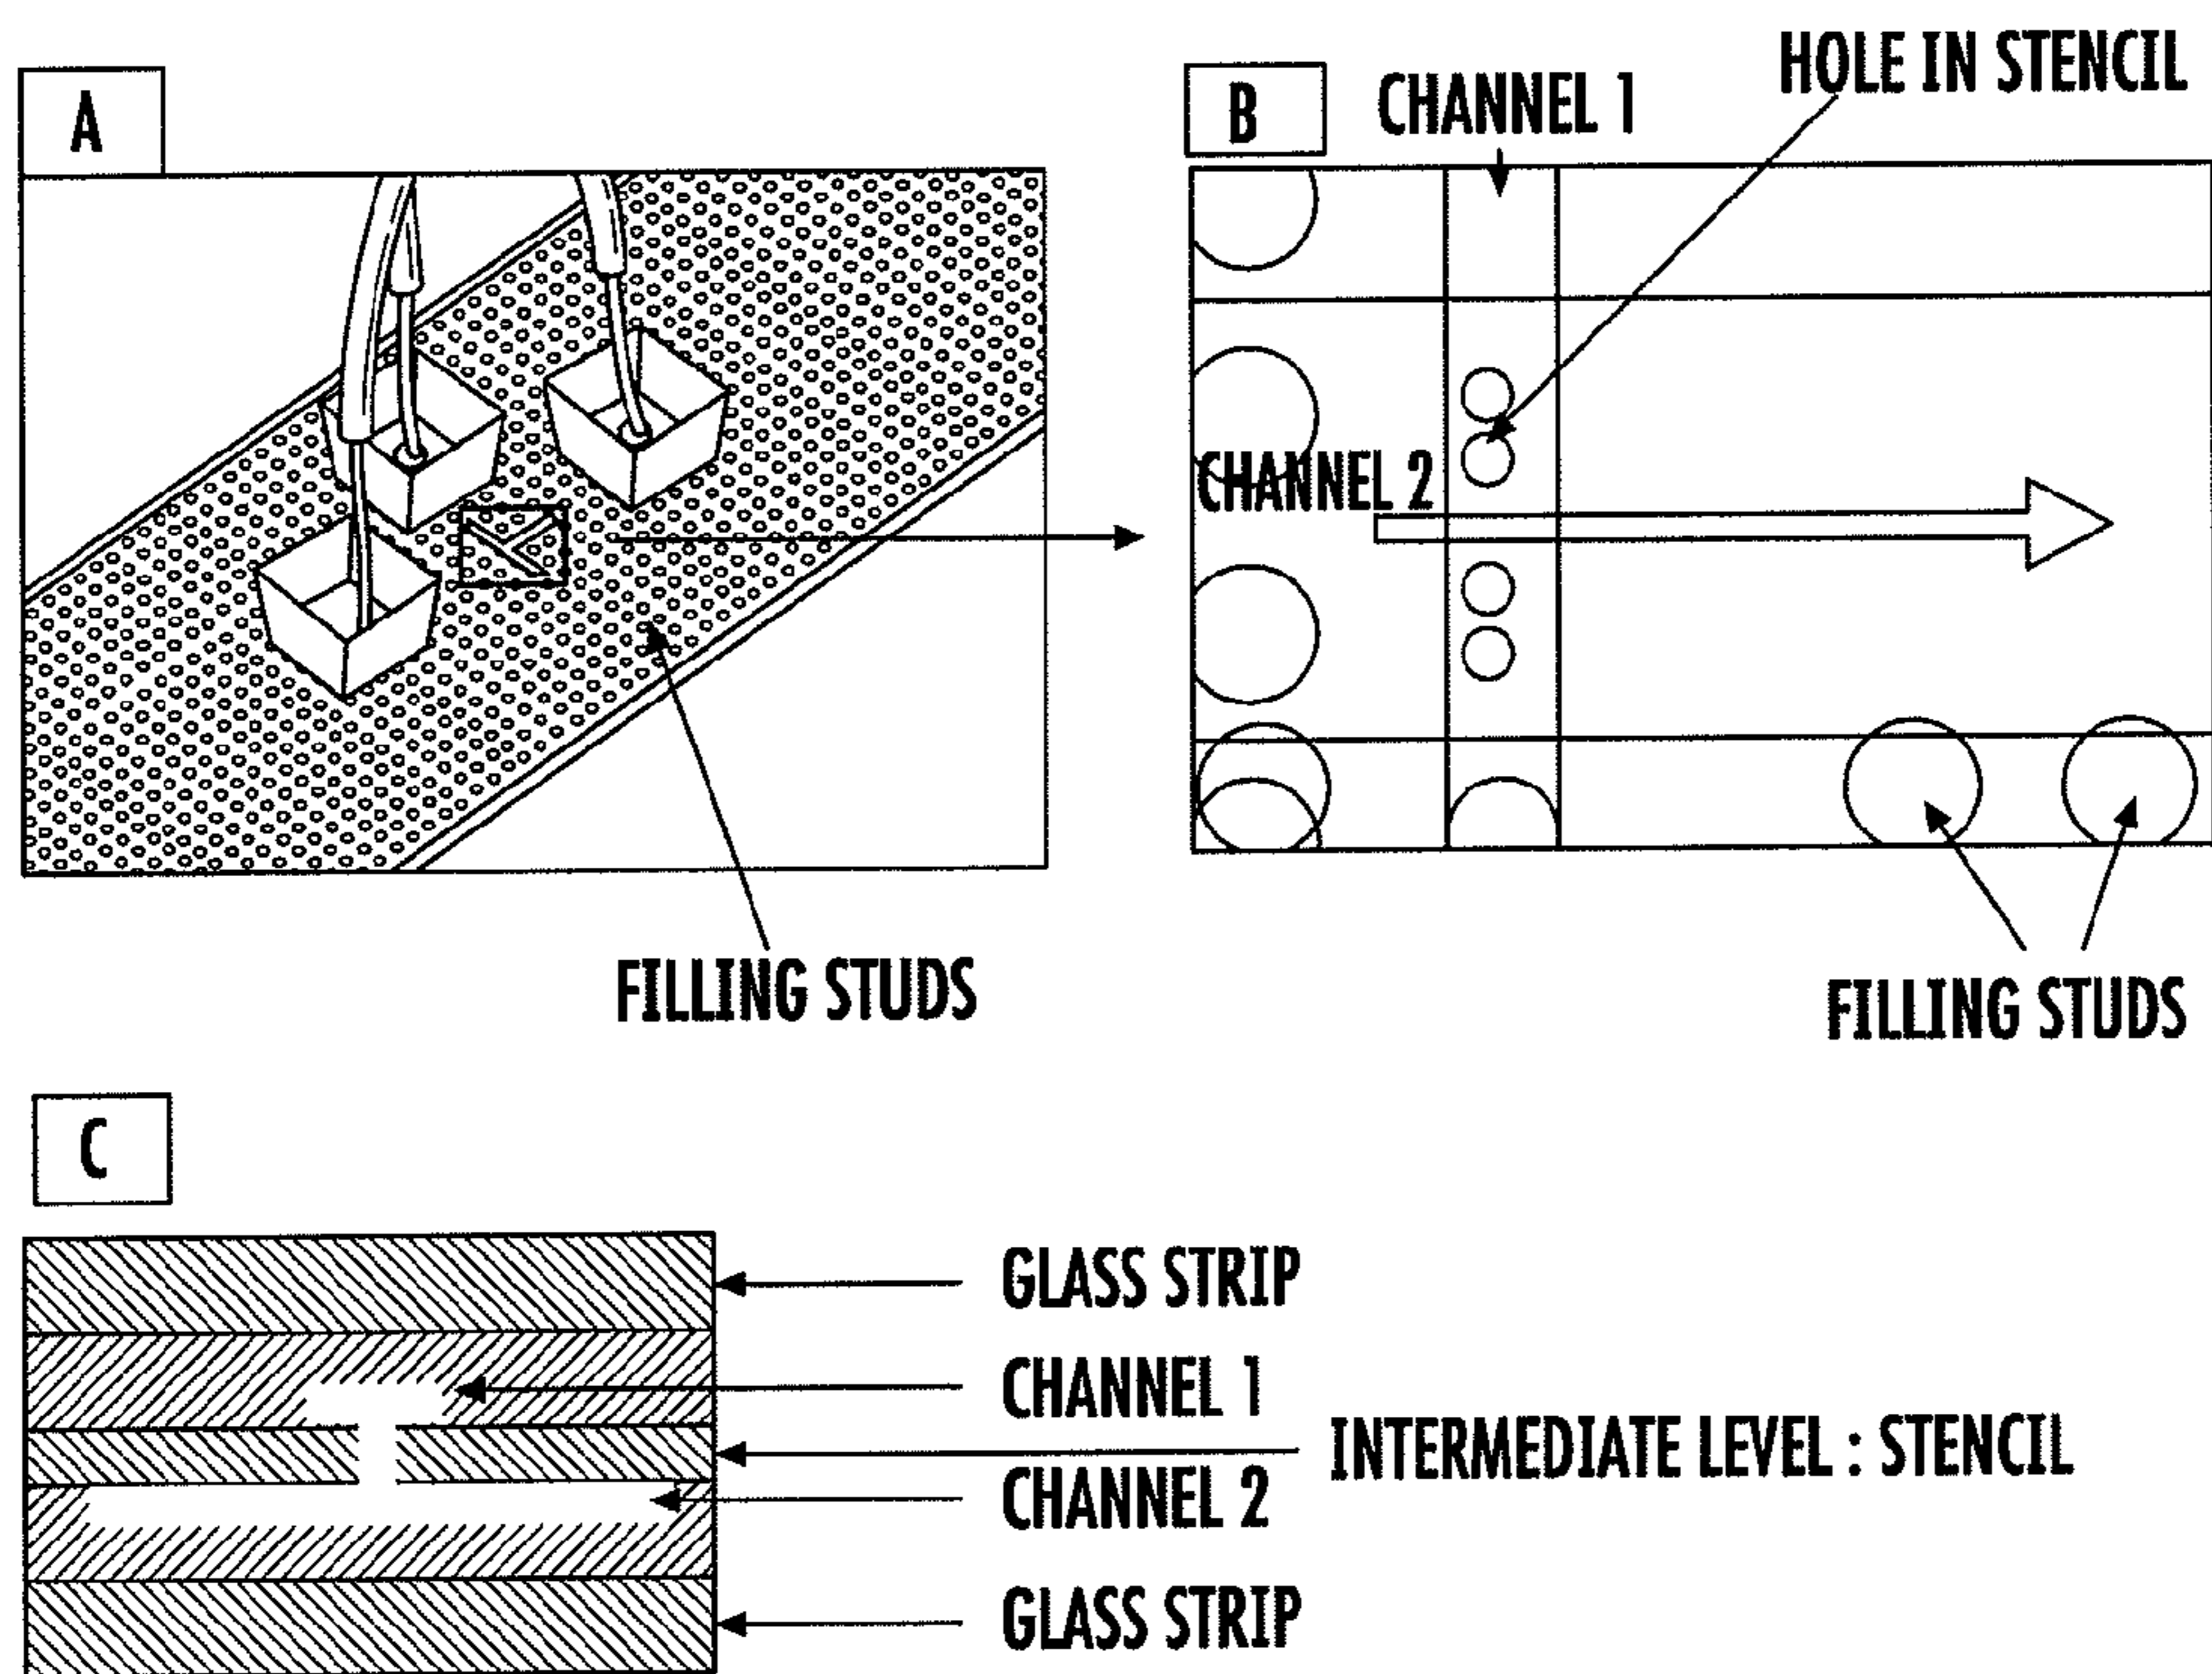 A
B
CHANNEL 1
HOLE IN STENCIL
CHANNEL 2
FILLING STUDS
FILLING STUDS
C
GLASS STRIP
CHANNEL 1
INTERMEDIATE LEVEL : STENCIL
CHANNEL 2
GLASS STRIP